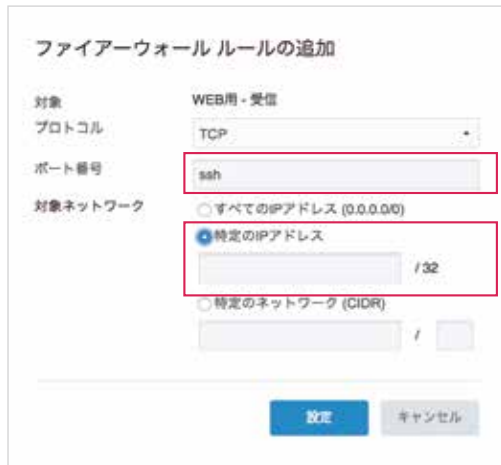 ファイアーウォール ルールの追加
対象 WEB用 - 受信
プロトコル TCP
ポート番号 ssh
対象ネットワーク すべてのIPアドレス (0.0.0.0/0)
特定のIPアドレス
/ 32
特定のネットワーク (CIDR)
/
設定 キャンセル